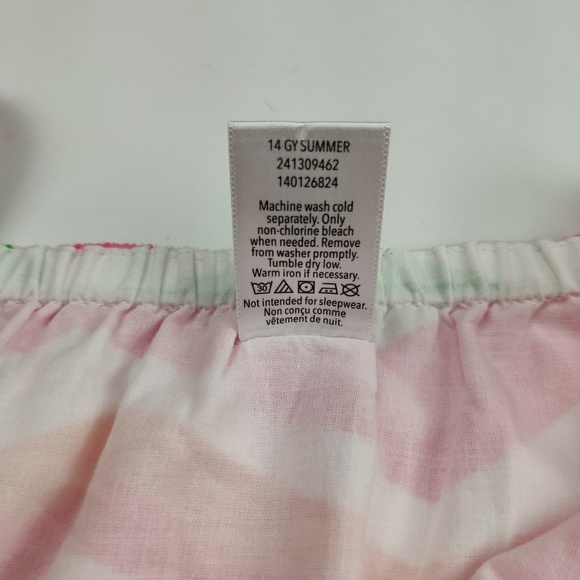 14 GY SUMMER
241309462
140126824
Machine wash cold
separately. Only
non-chlorine bleach
when needed. Remove
from washer promptly.
Tumble dry low.
Warm iron if necessary.
30
Not intended for sleepwear.
Non conçu comme
vêtement de nuit.